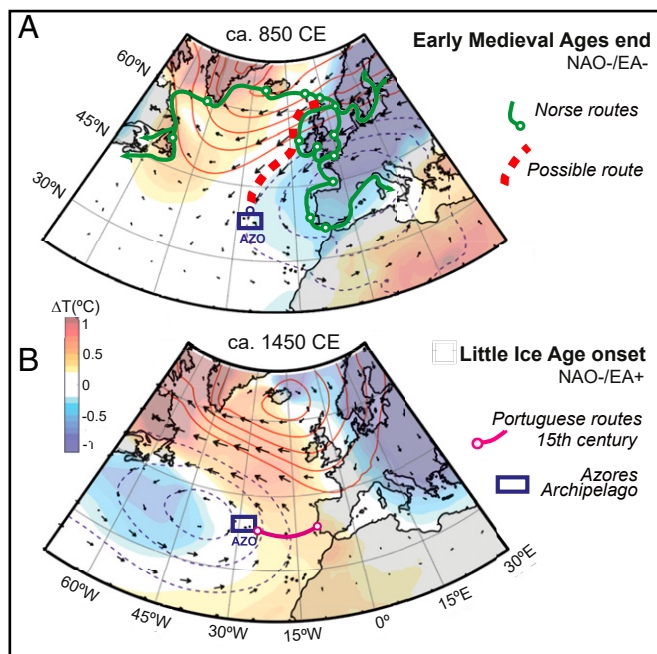 A
ca. 850 CE
Early Medieval Ages end
NAO-/EA-
60ºN
45ºN
30ºN
Norse routes
Possible route
AZO
ΔT(ºC)
1
0.5
0
-0.5
-1
B
ca. 1450 CE
Little Ice Age onset
NAO-/EA+
Portuguese routes
15th century
Azores
Archipelago
AZO
60ºW
45ºW
30ºW
15ºW
0º
15ºE
30ºE